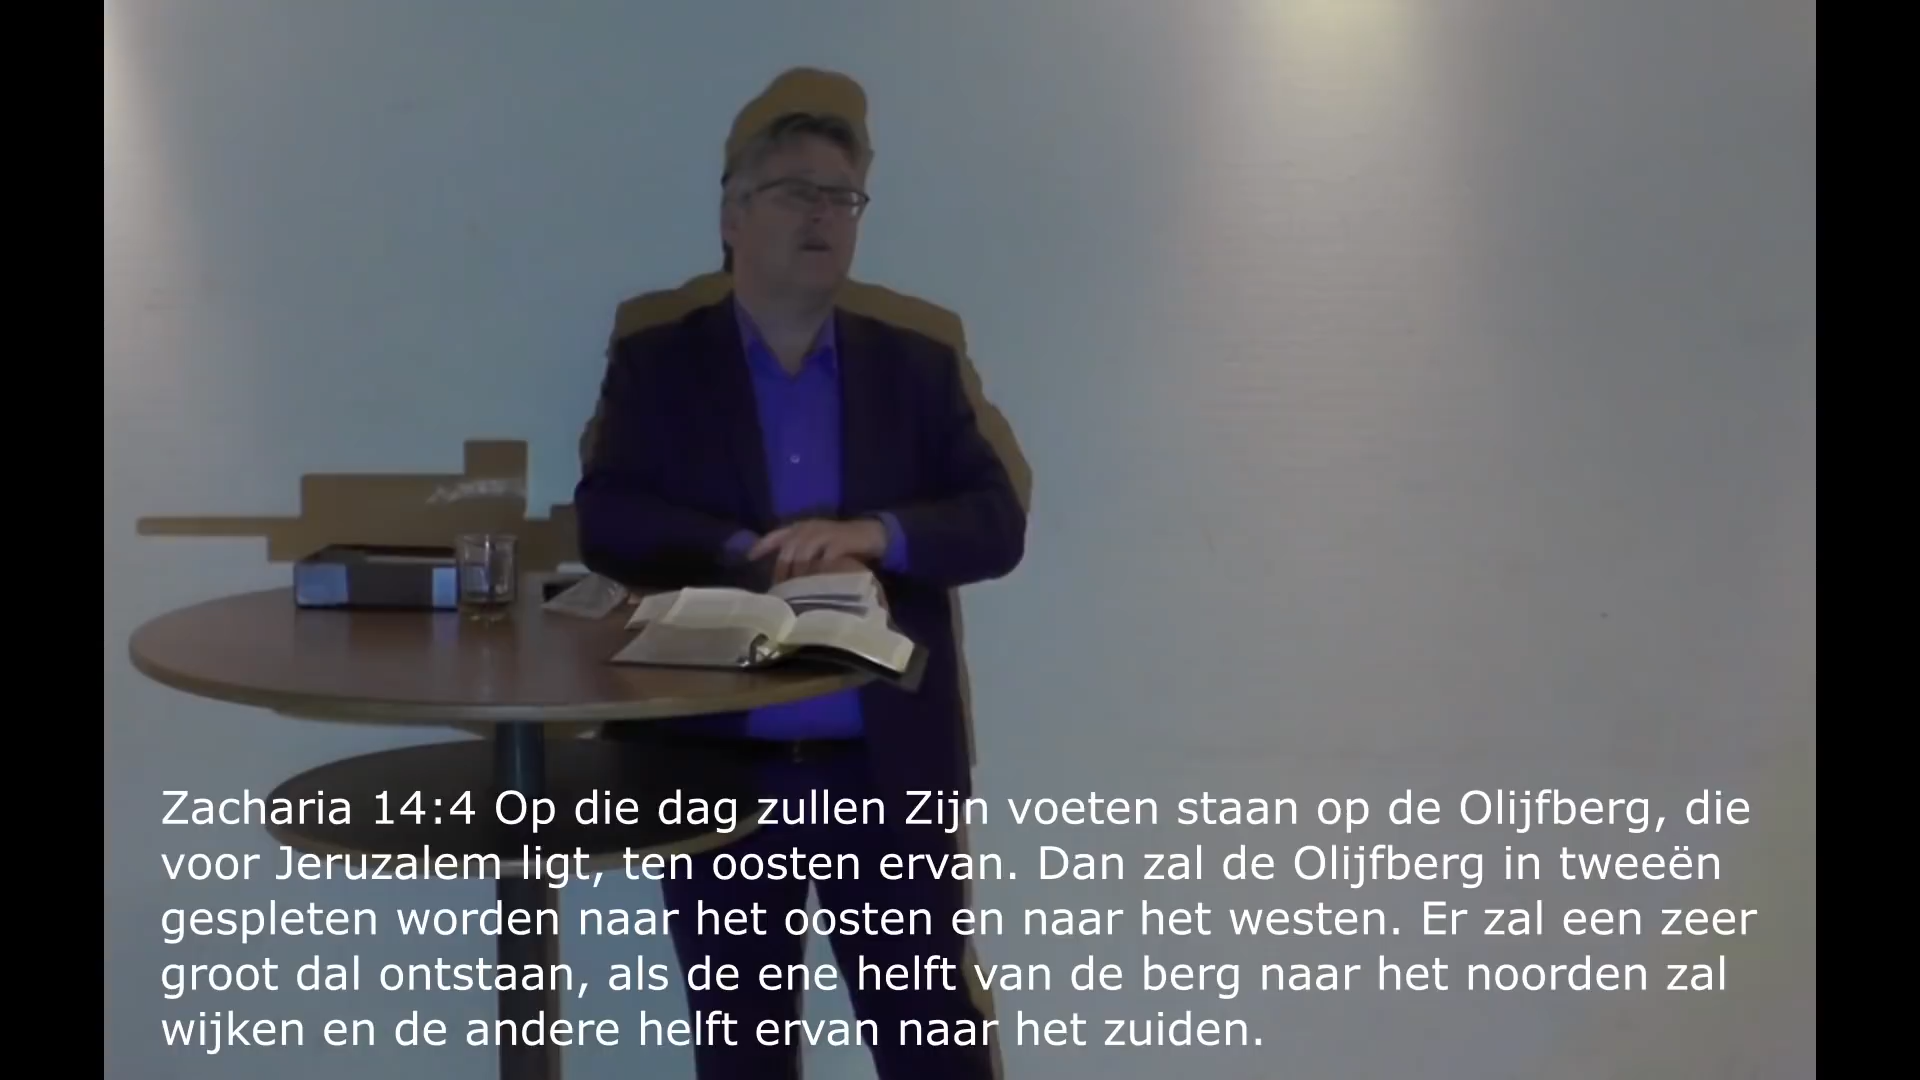 Zacharia 14:4 Op die dag zullen Zijn voeten staan op de Olijfberg, die
voor Jeruzalem ligt, ten oosten ervan. Dan zal de Olijfberg in tweeën
gespleten worden naar het oosten en naar het westen. Er zal een zeer
groot dal ontstaan, als de ene helft van de berg naar het noorden zal
wijken en de andere helft ervan naar het zuiden.